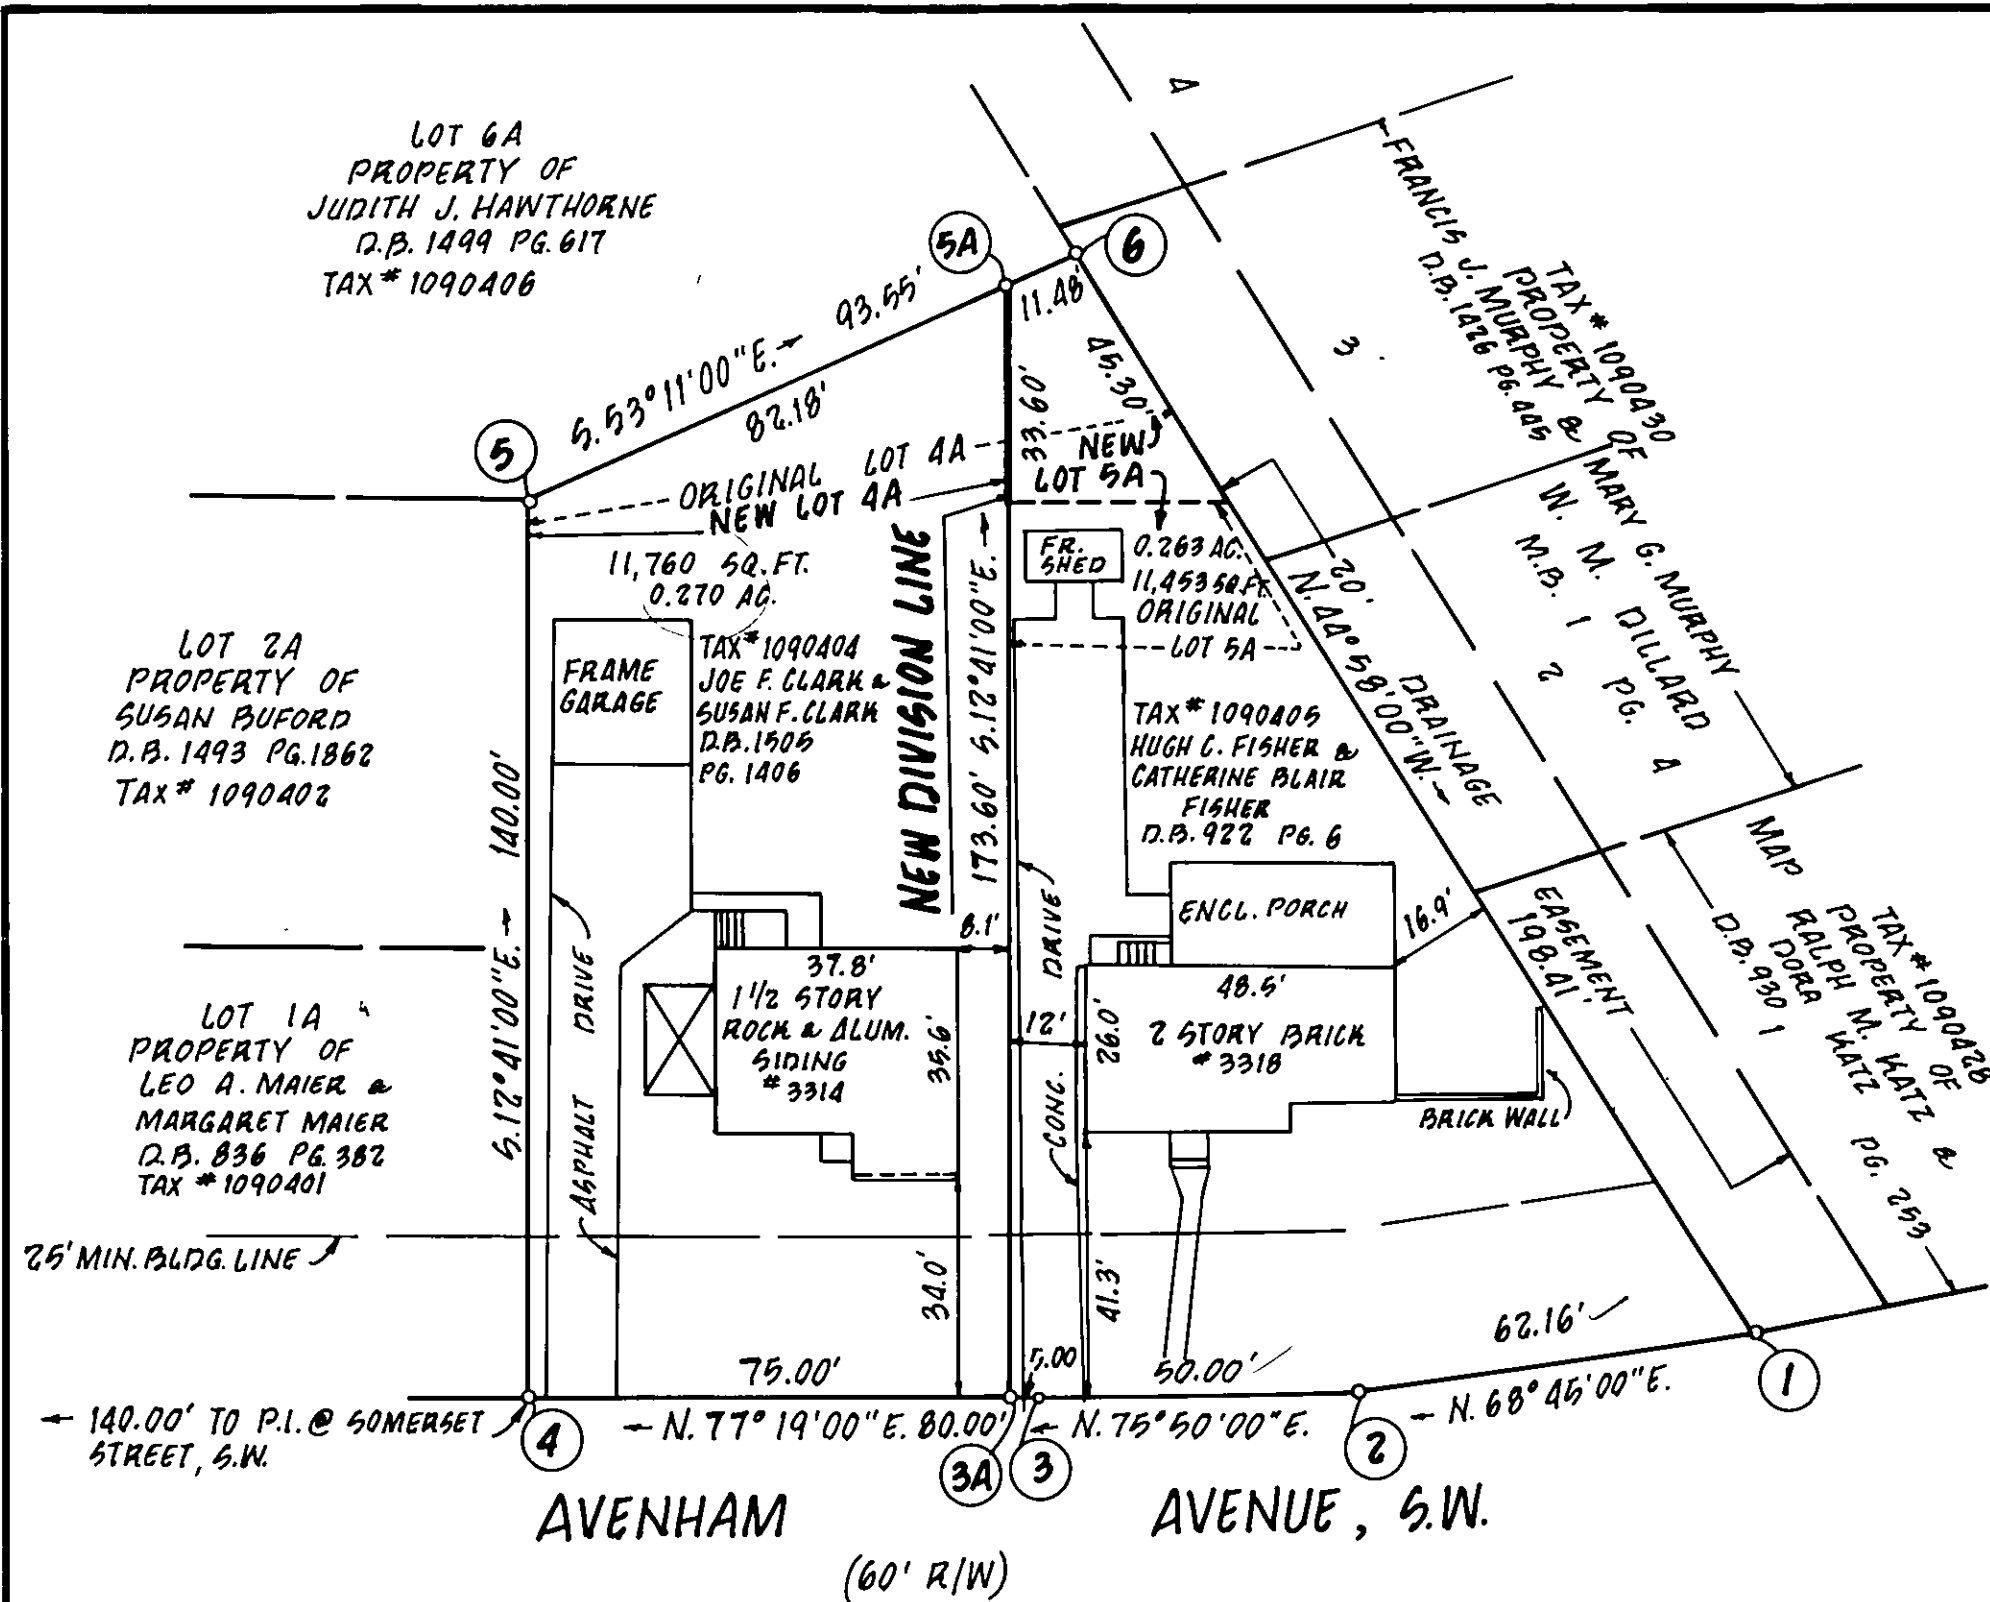 LOT 6A
PROPERTY OF
JUDITH J. HAWTHORNE
D.B. 1499 PG. 617
TAX # 1090406
5A
6
4
FRANCIS J. MURPHY & MARY G. MURPHY
D.B. 1426 PG. 445
TAX # 1090430
PROPERTY OF
3
S. 53° 11' 00" E. → 93.55'
82.18'
11.48'
45.30'
33.60'
5
ORIGINAL LOT 4A
NEW LOT 4A
NEW
LOT 5A
11,760 SQ. FT.
0.270 AC.
FR.
SHED
0.263 AC.
11,453 SQ. FT.
ORIGINAL
LOT 5A
W. M. DILLARD MAP
M.B. 1 PG. 4
2
20' DRAINAGE EASEMENT
N. 44° 58' 00" W. →
198.41'
NEW DIVISION LINE
173.60' S. 12° 41' 00" E. →
LOT 2A
PROPERTY OF
SUSAN BUFORD
D.B. 1493 PG. 1862
TAX # 1090402
FRAME
GARAGE
TAX # 1090404
JOE F. CLARK &
SUSAN F. CLARK
D.B. 1505
PG. 1406
TAX # 1090405
HUGH C. FISHER &
CATHERINE BLAIR
FISHER
D.B. 922 PG. 6
S. 12° 41' 00" E. → 140.00'
ASPHALT DRIVE
CONC. DRIVE
ENCL. PORCH
16.9'
8.1'
37.8'
1 1/2 STORY
ROCK & ALUM.
SIDING
# 3314
35.6'
12'
26.0'
48.5'
2 STORY BRICK
# 3318
BRICK WALL
TAX # 1090428
PROPERTY OF
RALPH M. KATZ &
DORA KATZ
D.B. 930 PG. 253
1
LOT 1A
PROPERTY OF
LEO A. MAIER &
MARGARET MAIER
D.B. 836 PG. 382
TAX # 1090401
25' MIN. BLDG. LINE
34.0'
41.3'
75.00'
5.00
50.00'
62.16'
← 140.00' TO P.I. @ SOMERSET
STREET, S.W.
4
← N. 77° 19' 00" E. 80.00'
3A
3
← N. 75° 50' 00" E.
2
← N. 68° 45' 00" E.
1
AVENHAM AVENUE, S.W.
(60' R/W)